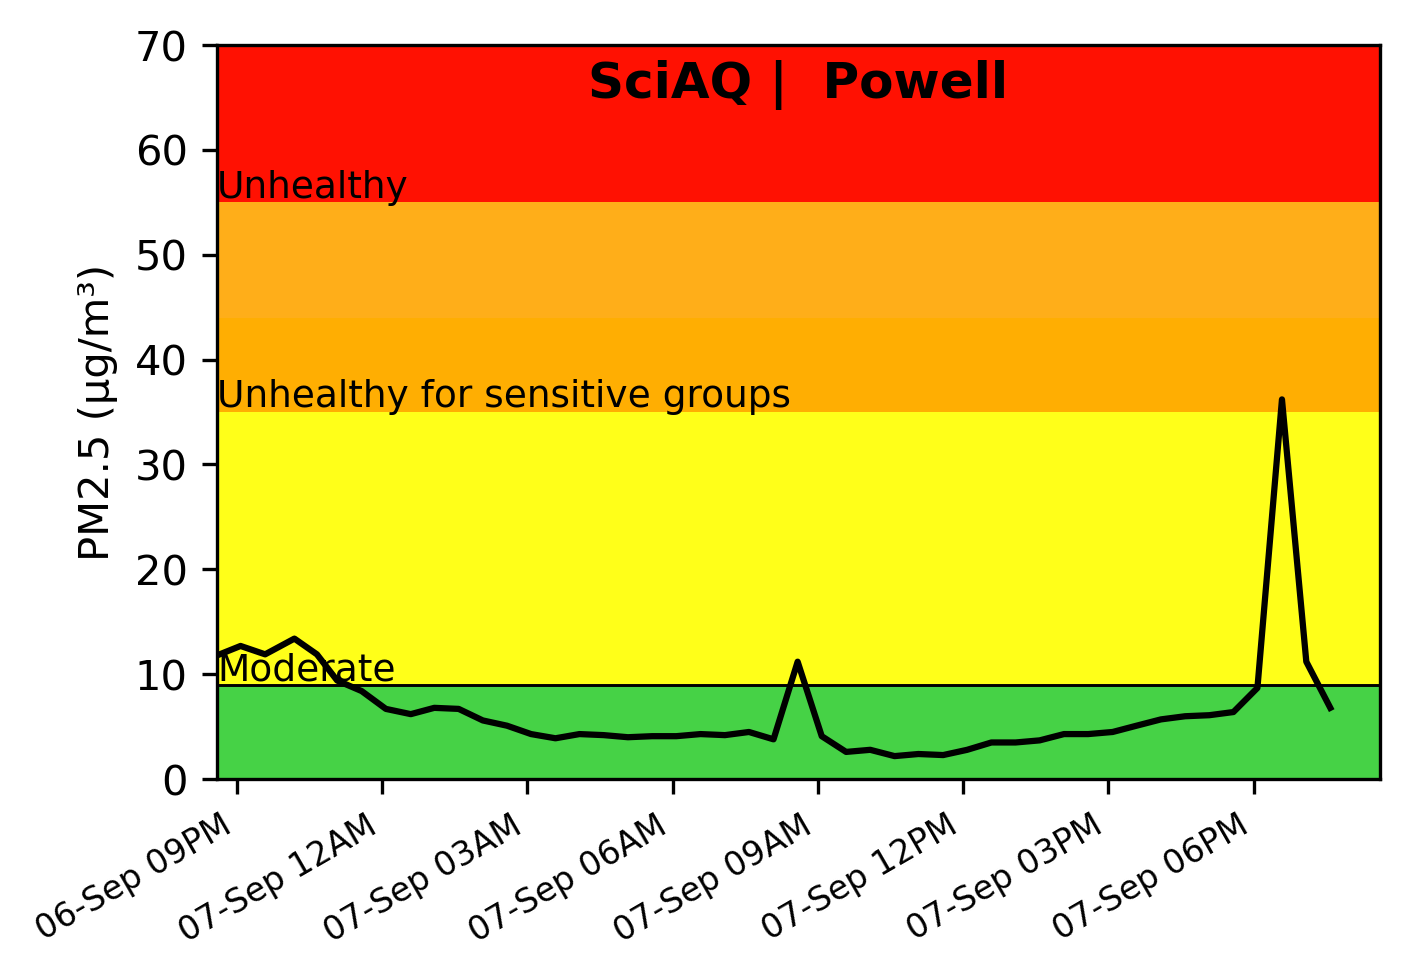 SciAQ |  Powell
PM2.5 (µg/m³)
70
60
50
40
30
20
10
0
Unhealthy
Unhealthy for sensitive groups
Moderate
06-Sep 09PM
07-Sep 12AM
07-Sep 03AM
07-Sep 06AM
07-Sep 09AM
07-Sep 12PM
07-Sep 03PM
07-Sep 06PM